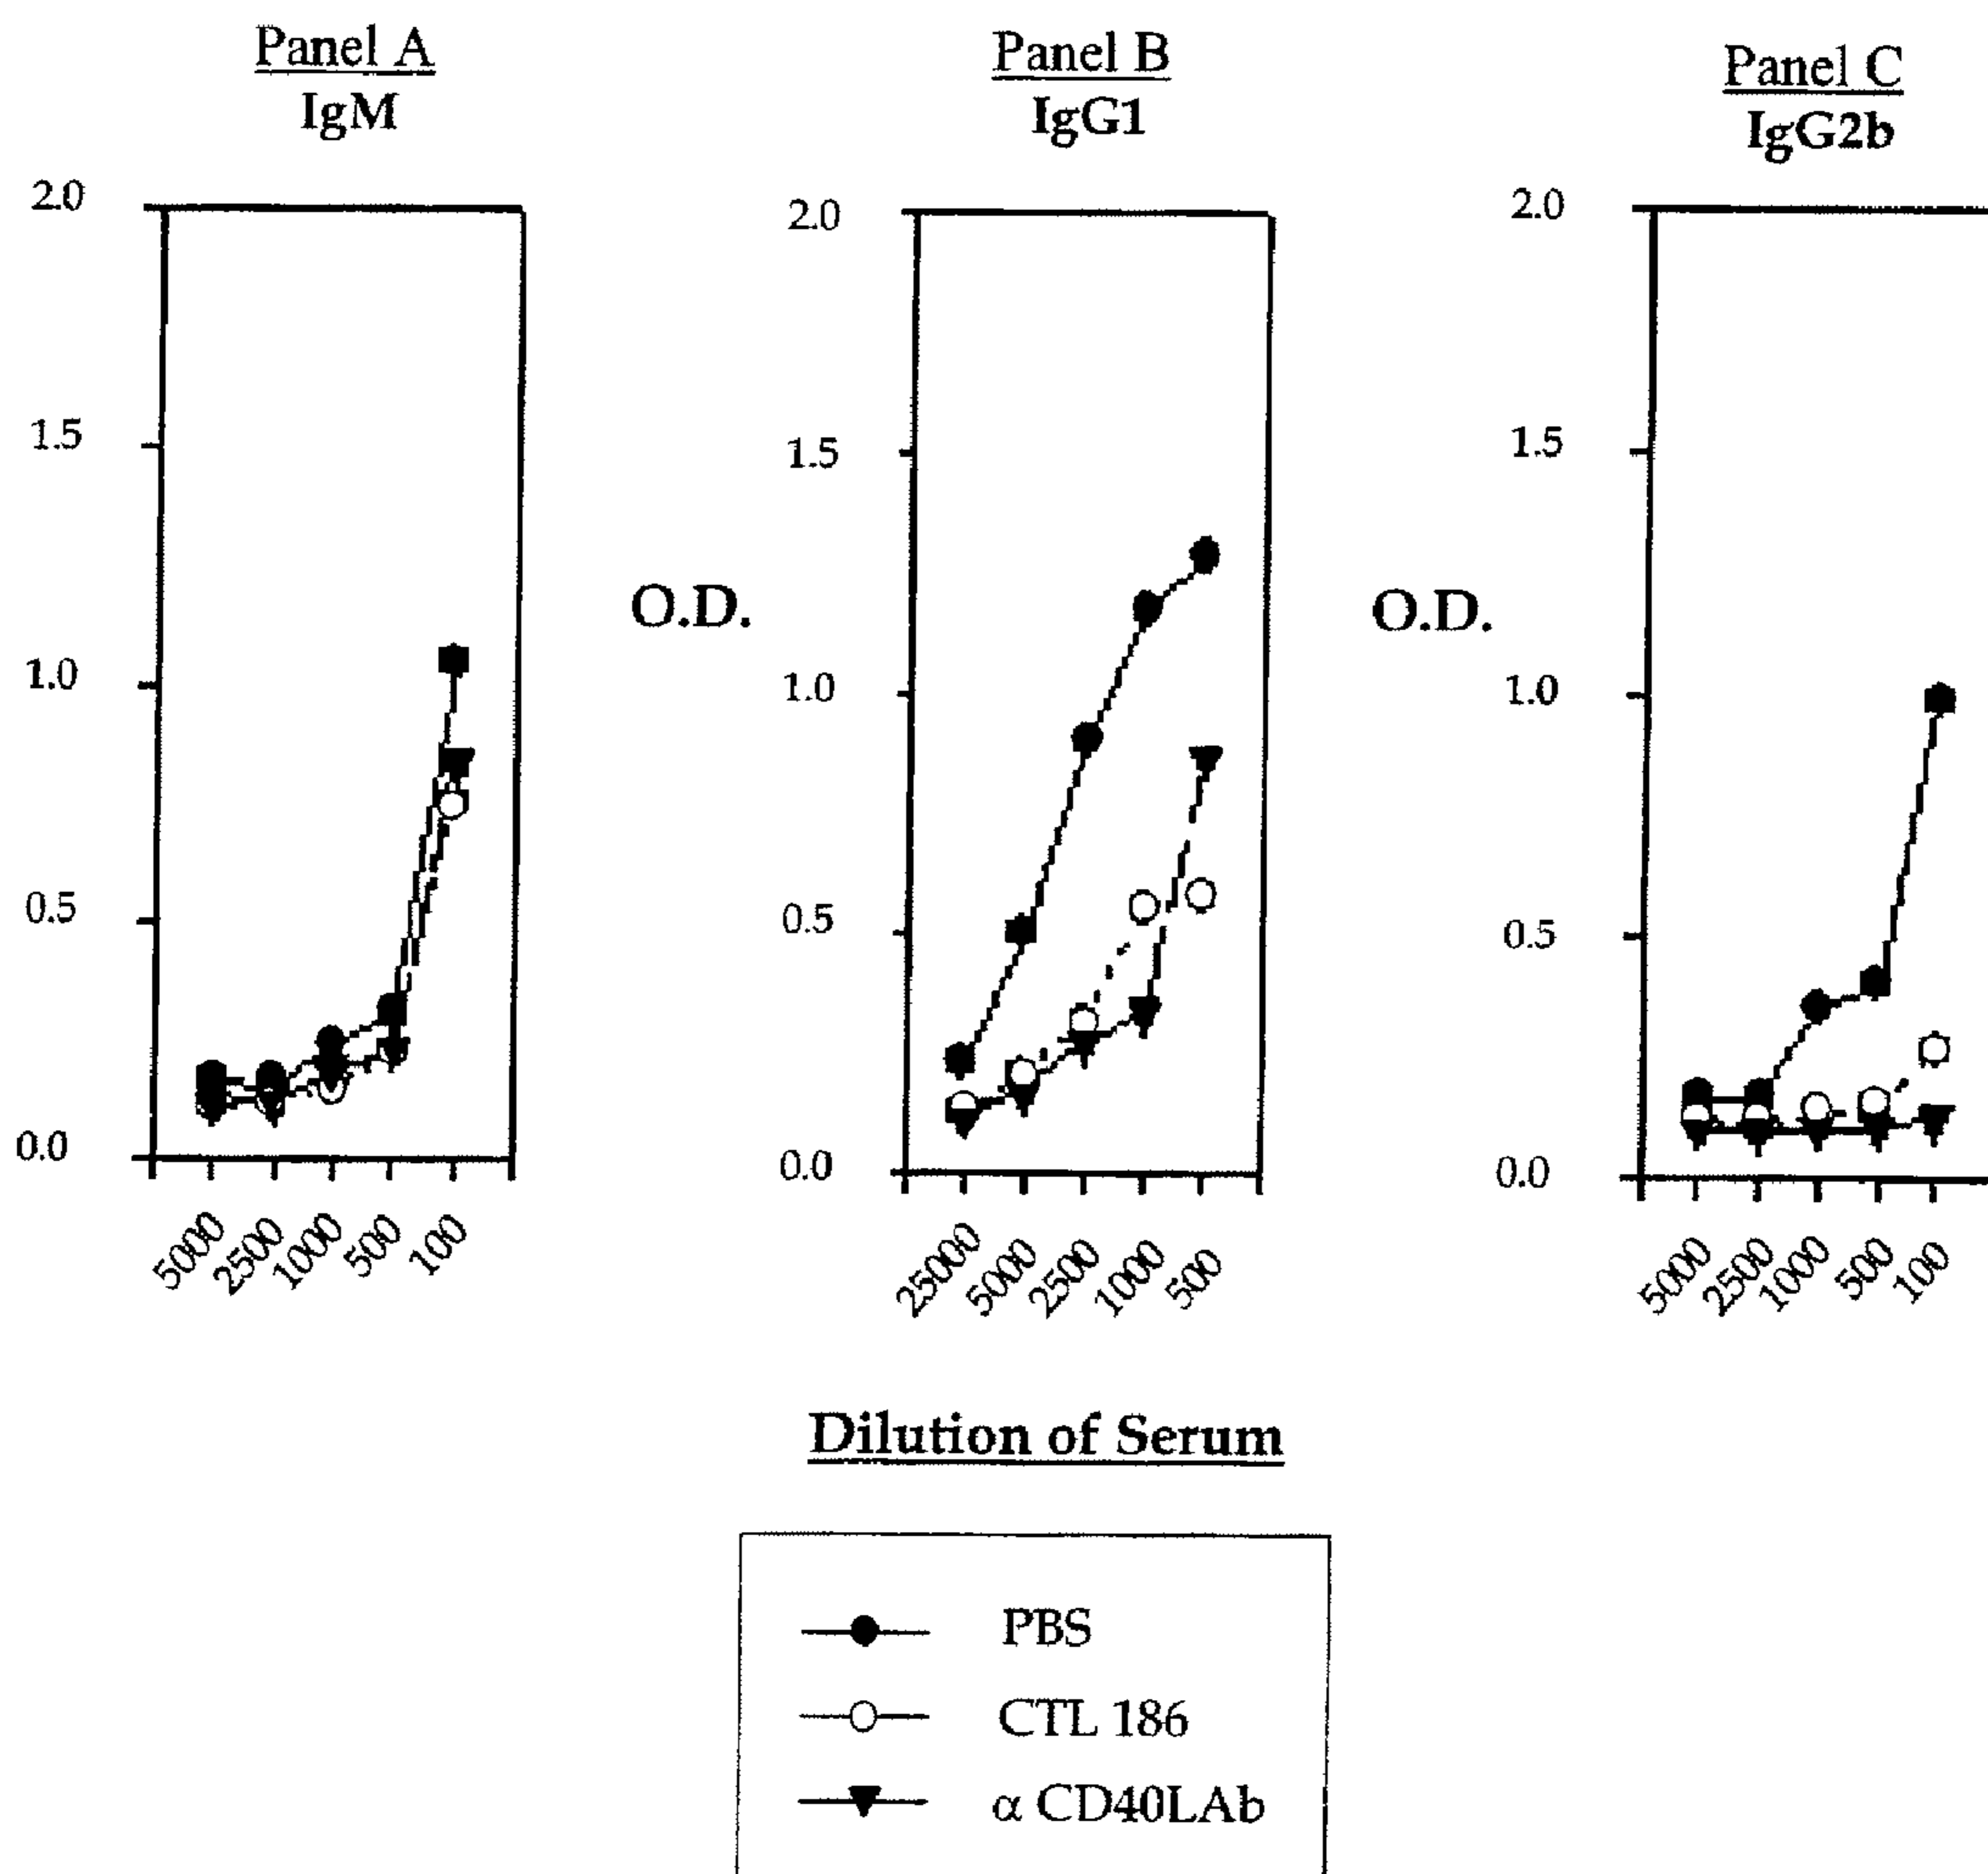 Panel A
IgM
2.0
1.5
1.0
0.5
0.0
5000
2500
1000
500
100
Panel B
IgG1
O.D.
2.0
1.5
1.0
0.5
0.0
25000
5000
2500
1000
500
Panel C
IgG2b
O.D.
2.0
1.5
1.0
0.5
0.0
5000
2500
1000
500
100
Dilution of Serum
PBS
CTL 186
α CD40LAb